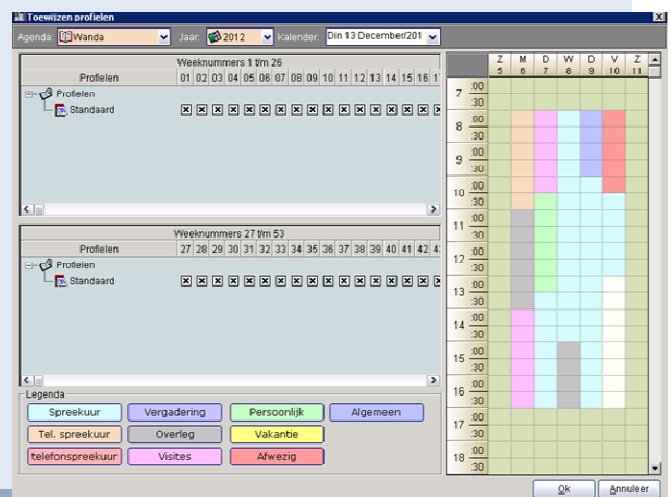 Toewijzen profielen
Agenda: Wanda Jaar: 2012 Kalender: Din 13 December/201
Weeknummers 1 t/m 26
Profielen 01 02 03 04 05 06 07 08 09 10 11 12 13 14 15 16 1
Profielen
Standaard
Weeknummers 27 t/m 53
Profielen 27 28 29 30 31 32 33 34 35 36 37 38 39 40 41 42 4
Profielen
Standaard
Legenda
Spreekuur Vergadering Persoonlijk Algemeen
Tel. spreekuur Overleg Vakantie
telefonspreekuur Visites Afwezig
Z M D W D V Z
5 6 7 8 9 10 11
7 :00
:30
8 :00
:30
9 :00
:30
10 :00
:30
11 :00
:30
12 :00
:30
13 :00
:30
14 :00
:30
15 :00
:30
16 :00
:30
17 :00
:30
18 :00
:30
Ok Annuleer